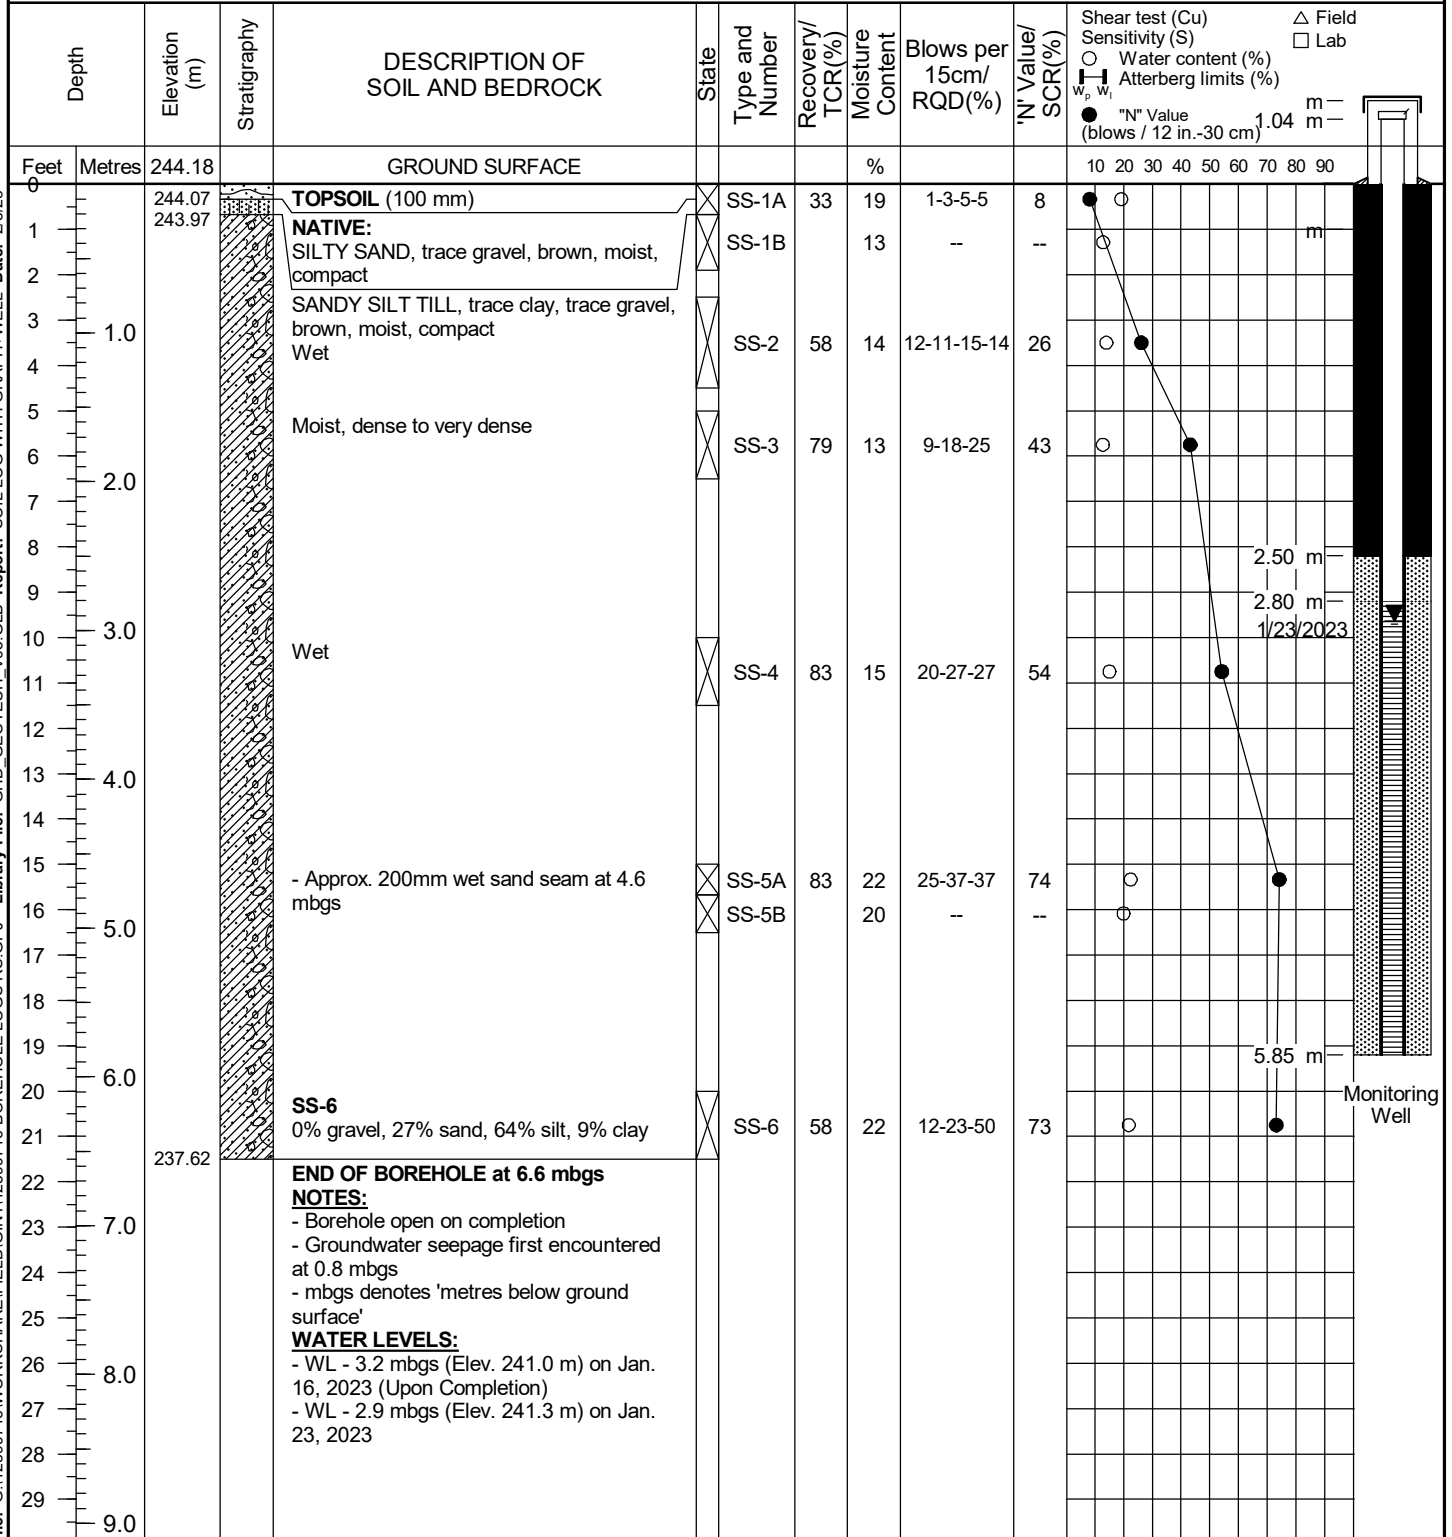 Depth
Elevation (m)
Stratigraphy
DESCRIPTION OF
SOIL AND BEDROCK
State
Type and
Number
Recovery/
TCR(%)
Moisture
Content
Blows per
15cm/
RQD(%)
'N' Value/
SCR(%)
Shear test (Cu) △ Field
Sensitivity (S) □ Lab
○ Water content (%)
Atterberg limits (%)
Wp Wl
● "N" Value
(blows / 12 in.-30 cm)
m
1.04 m
Feet Metres 244.18 GROUND SURFACE % 10 20 30 40 50 60 70 80 90
0
244.07 TOPSOIL (100 mm) SS-1A 33 19 1-3-5-5 8
243.97 NATIVE:
1 m
SILTY SAND, trace gravel, brown, moist, SS-1B 13 -- --
compact
2
SANDY SILT TILL, trace clay, trace gravel,
3 1.0 brown, moist, compact
Wet SS-2 58 14 12-11-15-14 26
4
5
Moist, dense to very dense
6 SS-3 79 13 9-18-25 43
2.0
7
8 2.50 m
9 2.80 m
10 3.0 1/23/2023
Wet
11 SS-4 83 15 20-27-27 54
12
13 4.0
14
15
- Approx. 200mm wet sand seam at 4.6 SS-5A 83 22 25-37-37 74
mbgs
16 SS-5B 20 -- --
5.0
17
18
19 5.85 m
6.0
20 Monitoring
Well
SS-6
0% gravel, 27% sand, 64% silt, 9% clay SS-6 58 22 12-23-50 73
21
237.62
END OF BOREHOLE at 6.6 mbgs
22 NOTES:
23 7.0 - Borehole open on completion
- Groundwater seepage first encountered
24 at 0.8 mbgs
- mbgs denotes 'metres below ground
25 surface'
WATER LEVELS:
26 - WL - 3.2 mbgs (Elev. 241.0 m) on Jan.
8.0 16, 2023 (Upon Completion)
27 - WL - 2.9 mbgs (Elev. 241.3 m) on Jan.
23, 2023
28
29
9.0